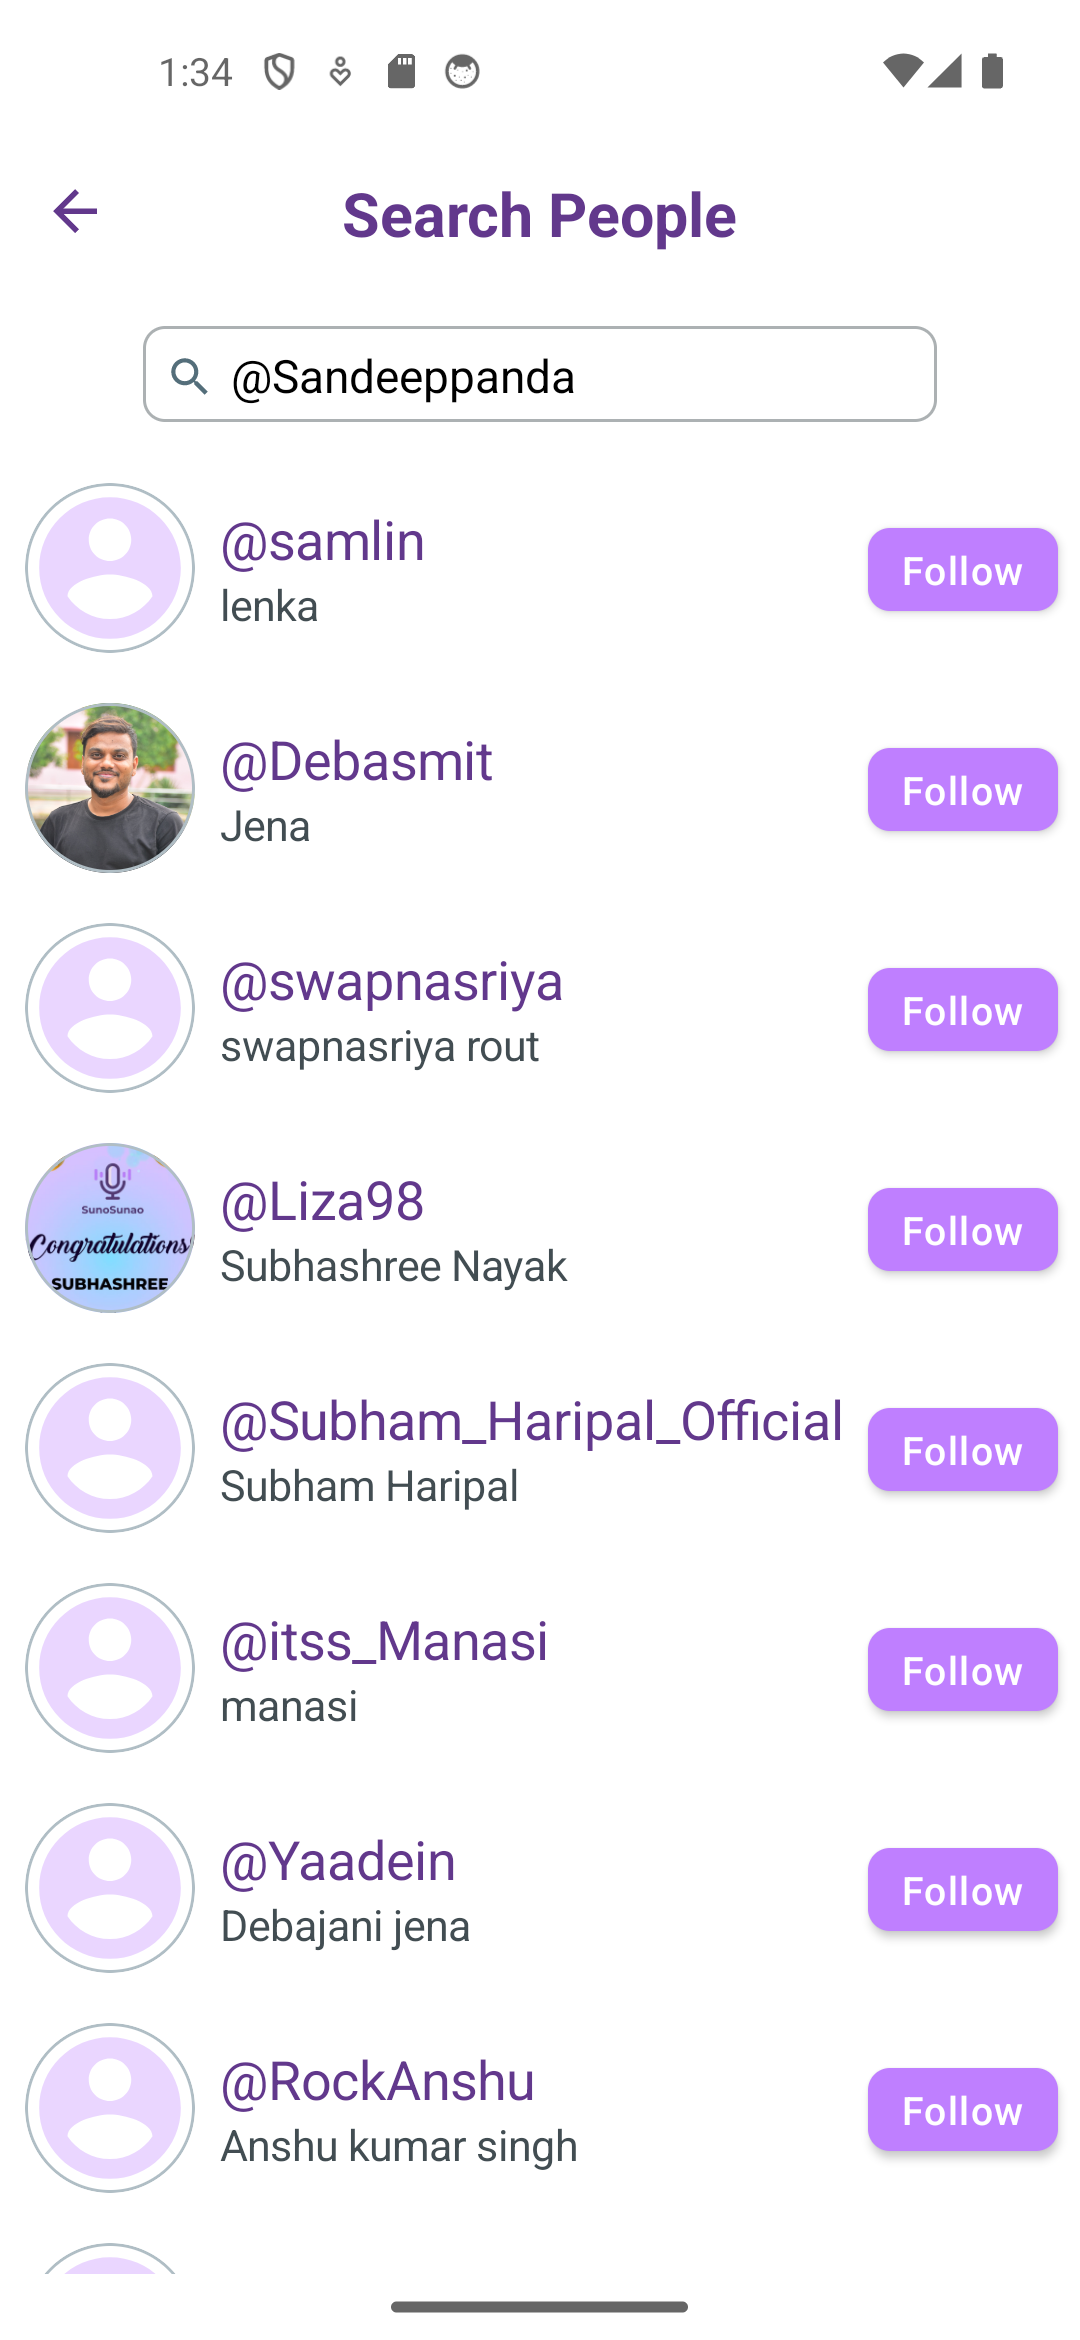 1:34
Search People
@Sandeeppanda
@samlin
lenka
Follow
@Debasmit
Jena
Follow
@swapnasriya
swapnasriya rout
Follow
SunoSunao
Congratulations
SUBHASHREE
@Liza98
Subhashree Nayak
Follow
@Subham_Haripal_Official
Subham Haripal
Follow
@itss_Manasi
manasi
Follow
@Yaadein
Debajani jena
Follow
@RockAnshu
Anshu kumar singh
Follow